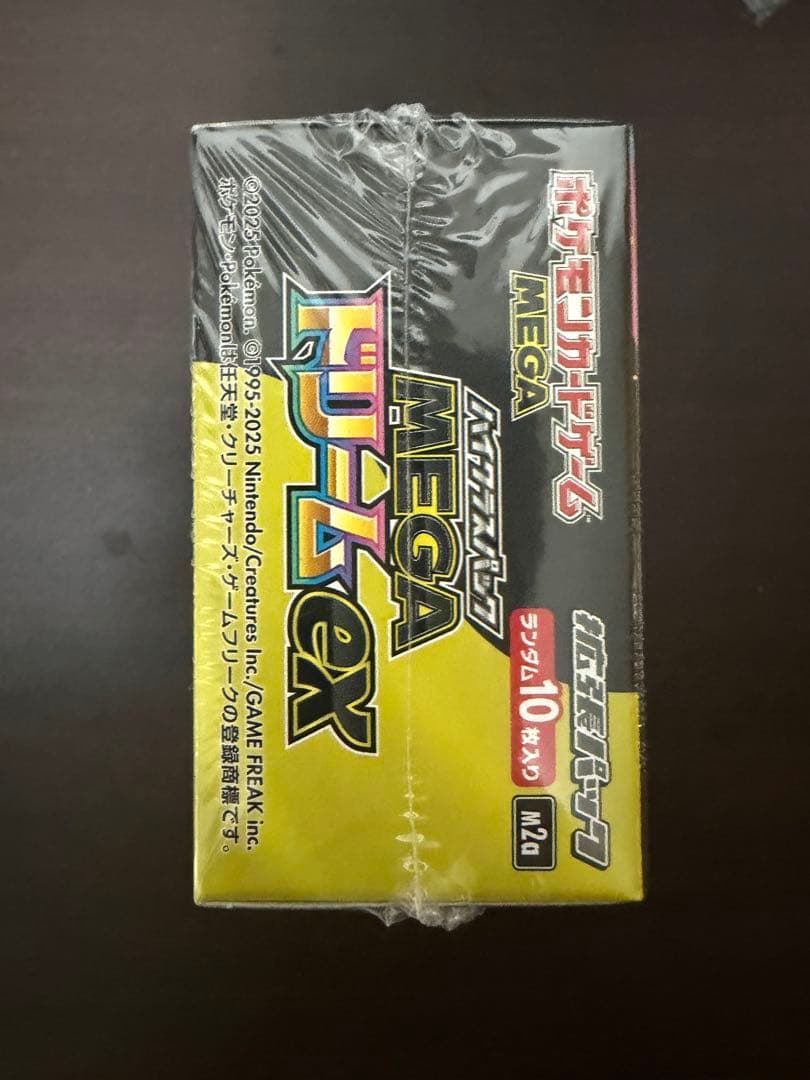 ポケモンカードゲーム
MEGA
拡張パック
ランダム10枚入り
M2a
ハイクラスパック
MEGA
ドリームex
©2025 Pokémon. ©1995-2025 Nintendo/Creatures Inc./GAME FREAK inc.
ポケモン・Pokémonは任天堂・クリーチャーズ・ゲームフリークの登録商標です。